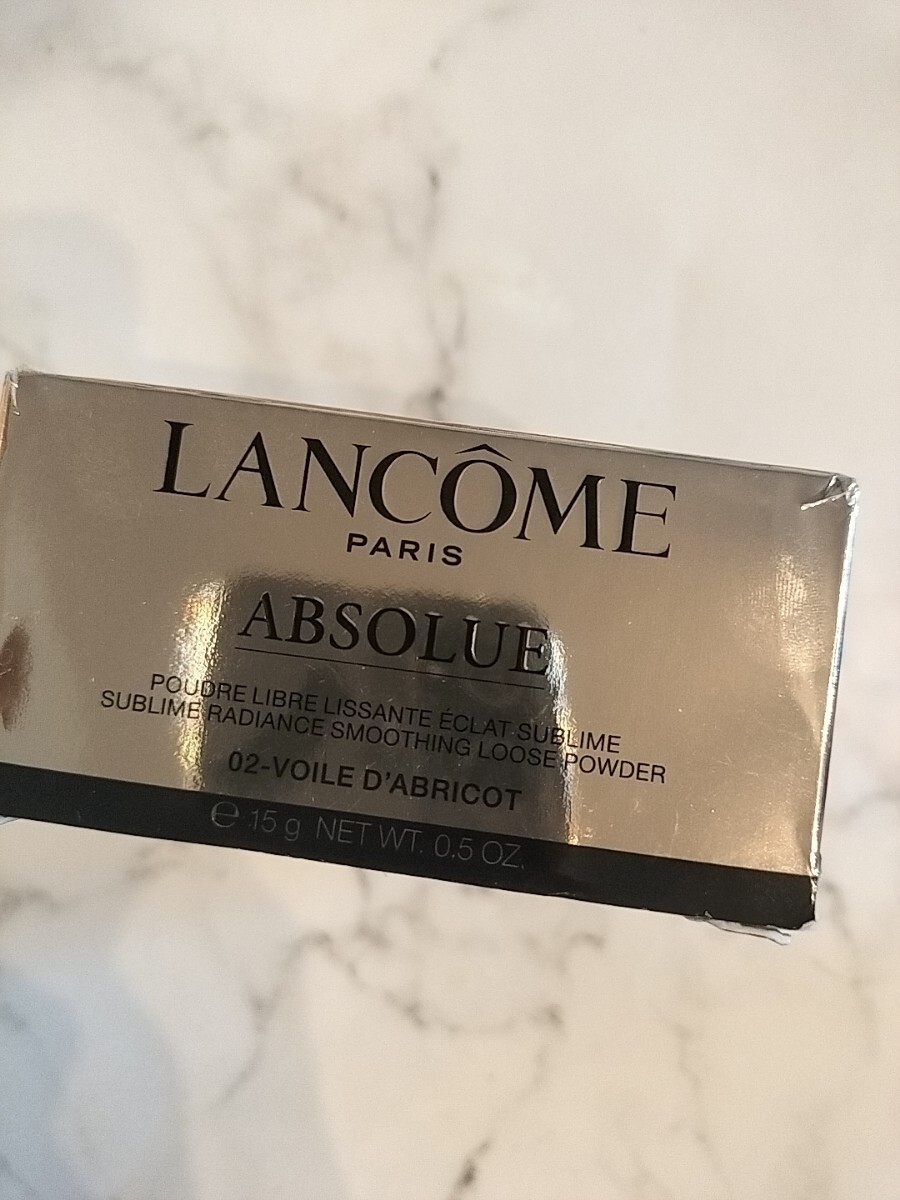 LANCÔME
PARIS
ABSOLUE
POUDRE LIBRE LISSANTE ÉCLAT SUBLIME
SUBLIME RADIANCE SMOOTHING LOOSE POWDER
02-VOILE D'ABRICOT
℮ 15 g NET WT. 0.5 OZ.